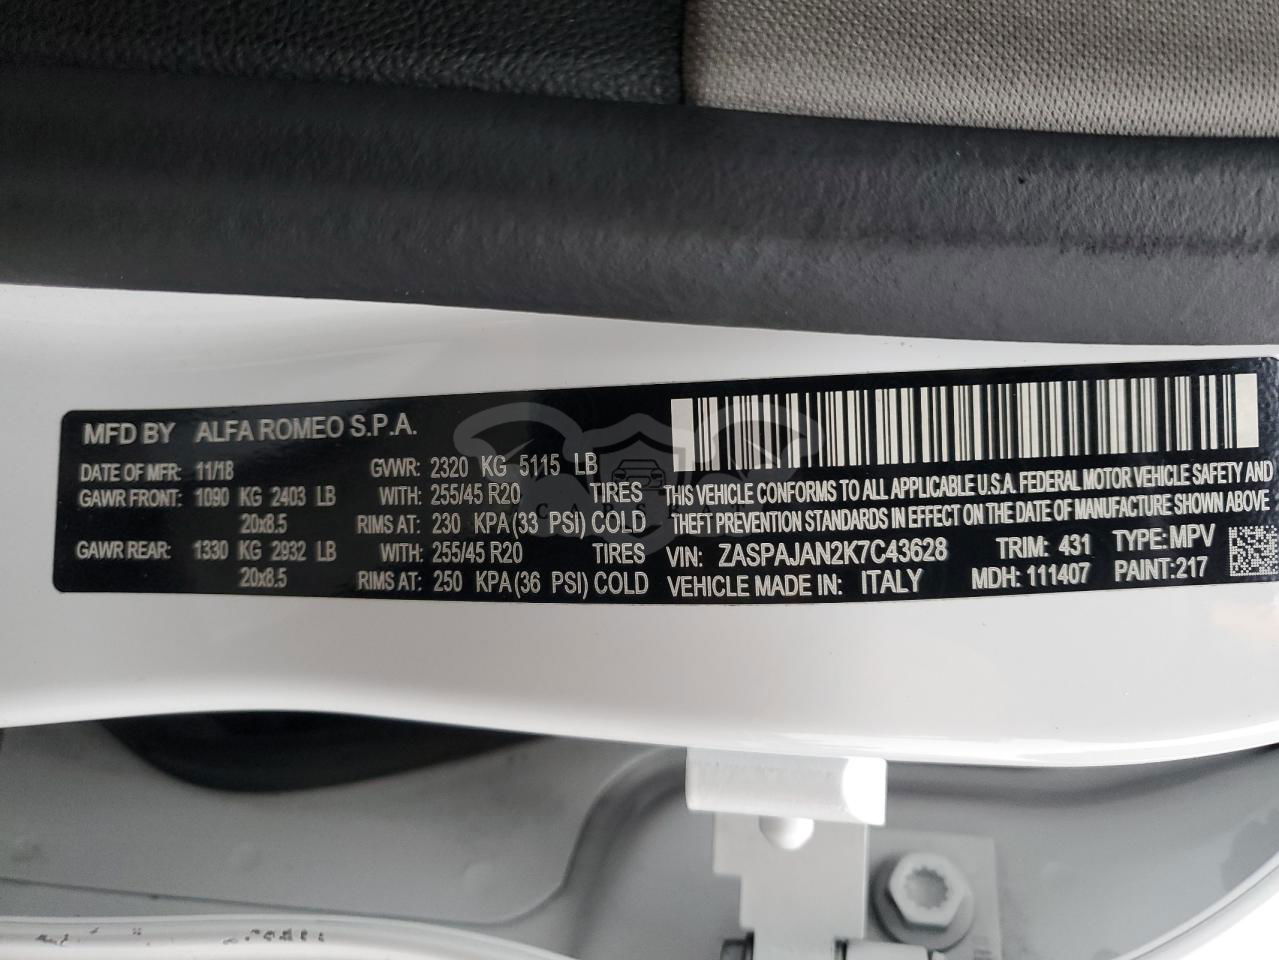 MFD BY ALFA ROMEO S.P.A.
DATE OF MFR: 11/18 GVWR: 2320 KG 5115 LB
GAWR FRONT: 1090 KG 2403 LB WITH: 255/45 R20 TIRES
20x8.5 RIMS AT: 230 KPA(33 PSI) COLD
GAWR REAR: 1330 KG 2932 LB WITH: 255/45 R20 TIRES
20x8.5 RIMS AT: 250 KPA(36 PSI) COLD
THIS VEHICLE CONFORMS TO ALL APPLICABLE U.S.A. FEDERAL MOTOR VEHICLE SAFETY AND
THEFT PREVENTION STANDARDS IN EFFECT ON THE DATE OF MANUFACTURE SHOWN ABOVE
VIN: ZASPAJAN2K7C43628 TRIM: 431 TYPE:MPV
VEHICLE MADE IN: ITALY MDH: 111407 PAINT:217